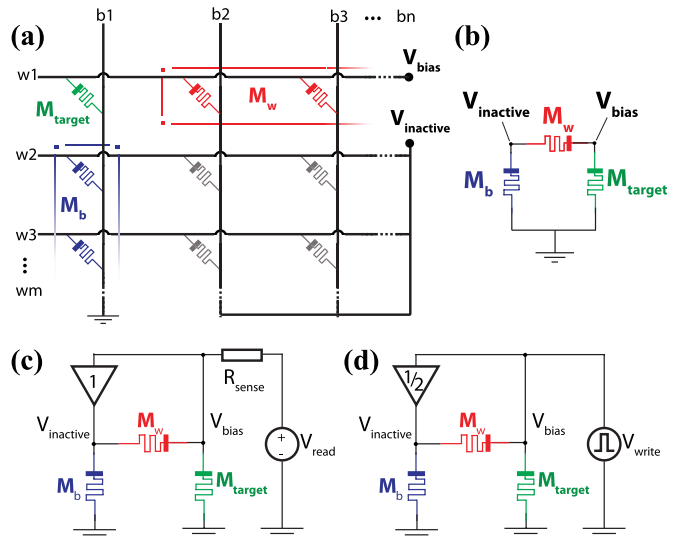 (a)
b1 b2 b3 ... bn
w1
V bias
M target
M w
V inactive
w2
M b
w3
...
wm
(b)
V inactive
M w
V bias
M b
M target
(c)
1
R sense
V inactive
M w
V bias
+
-
V read
M b
M target
(d)
1/2
V inactive
M w
V bias
V write
M b
M target